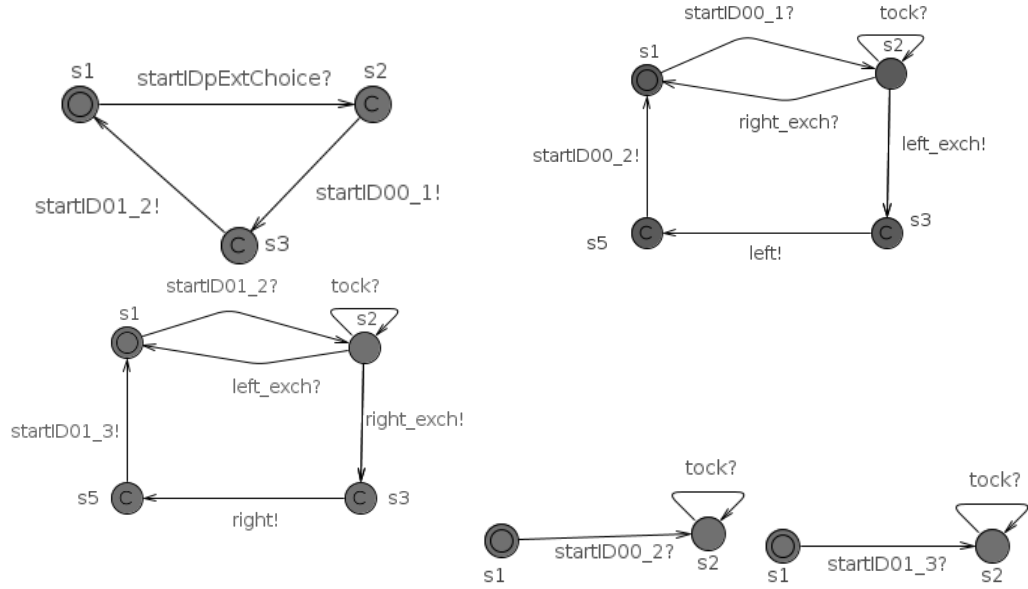 s1
startIDpExtChoice?
s2
C
startID01_2!
startID00_1!
C
s3
startID00_1?
tock?
s1
s2
right_exch?
left_exch!
startID00_2!
C
s5
C
s3
left!
startID01_2?
tock?
s1
s2
left_exch?
right_exch!
startID01_3!
s5
C
C
s3
right!
tock?
s1
startID00_2?
s2
tock?
s1
startID01_3?
s2